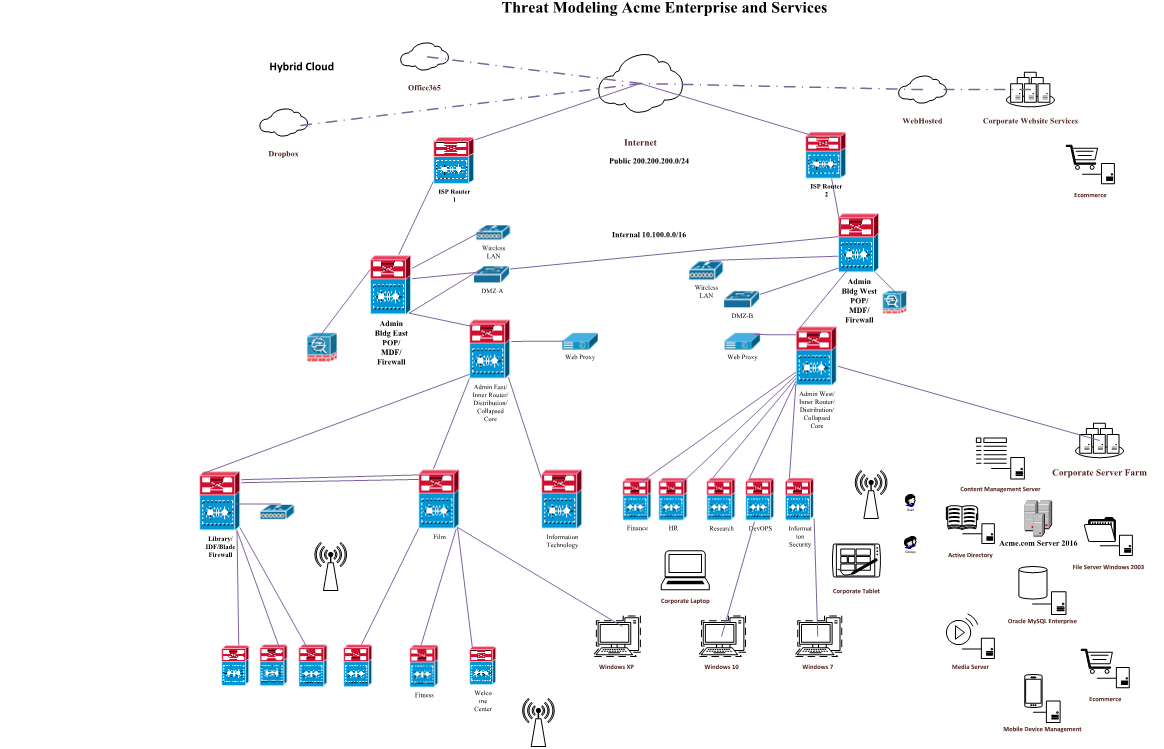 Threat Modeling Acme Enterprise and Services
Hybrid Cloud
Office365
Dropbox
Internet
Public 200.200.200.0/24
WebHosted
Corporate Website Services
Ecommerce
ISP Router
1
ISP Router
2
Internal 10.100.0.0/16
Wireless
LAN
DMZ-A
Admin
Bldg East
POP/
MDF/
Firewall
Wireless
LAN
DMZ-B
Admin
Bldg West
POP/
MDF/
Firewall
Web Proxy
Web Proxy
Admin East/
Inner Router/
Distribution/
Collapsed
Core
Admin West/
Inner Router/
Distribution/
Collapsed
Core
Corporate Server Farm
Content Management Server
Library/
IDF/Blade
Firewall
Film
Information
Technology
Finance
HR
Research
DevOPS
Informat
ion
Security
Active Directory
Acme.com Server 2016
File Server Windows 2003
Corporate Laptop
Corporate Tablet
Oracle MySQL Enterprise
Windows XP
Windows 10
Windows 7
Media Server
Fitness
Welco
me
Center
Ecommerce
Mobile Device Management